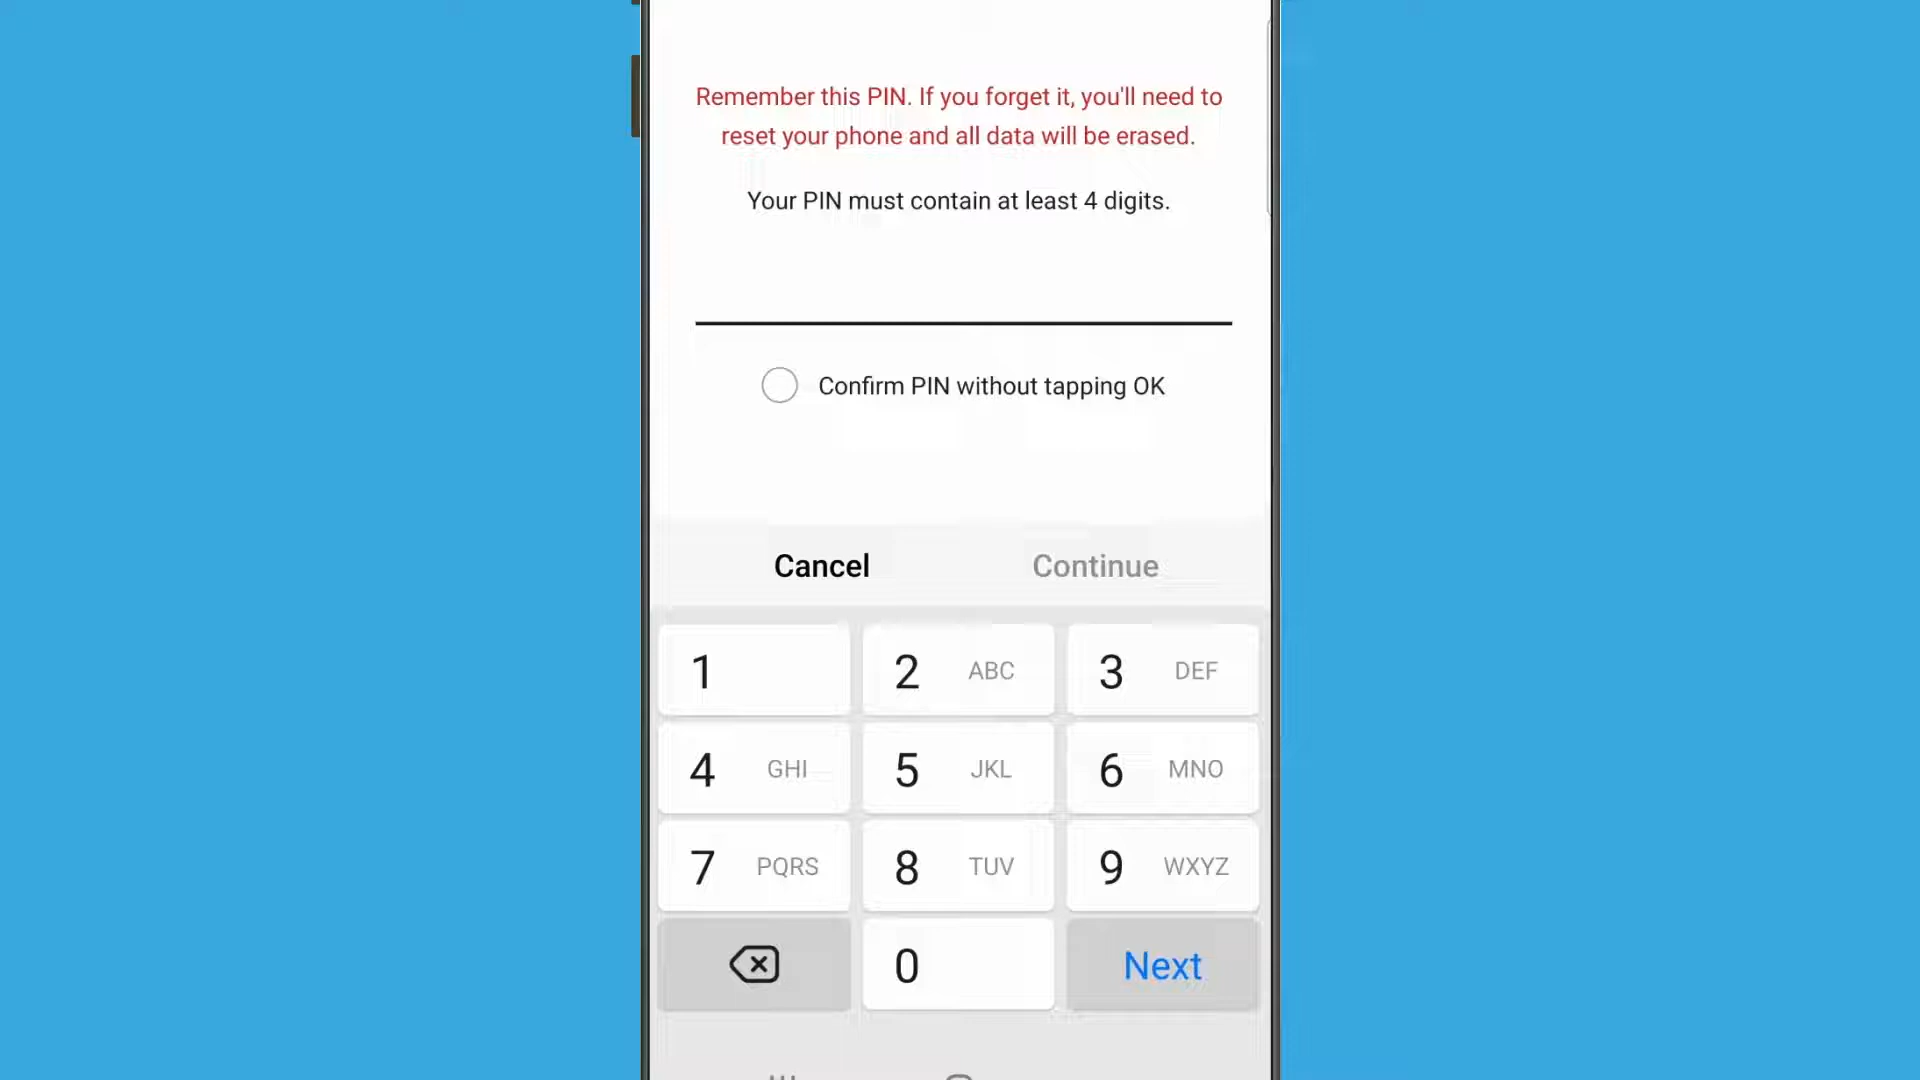 Remember this PIN. If you forget it, you'll need to
reset your phone and all data will be erased.
Your PIN must contain at least 4 digits.
Confirm PIN without tapping OK
Cancel Continue
1 2 ABC 3 DEF
4 GHI 5 JKL 6 MNO
7 PQRS 8 TUV 9 WXYZ
0 Next